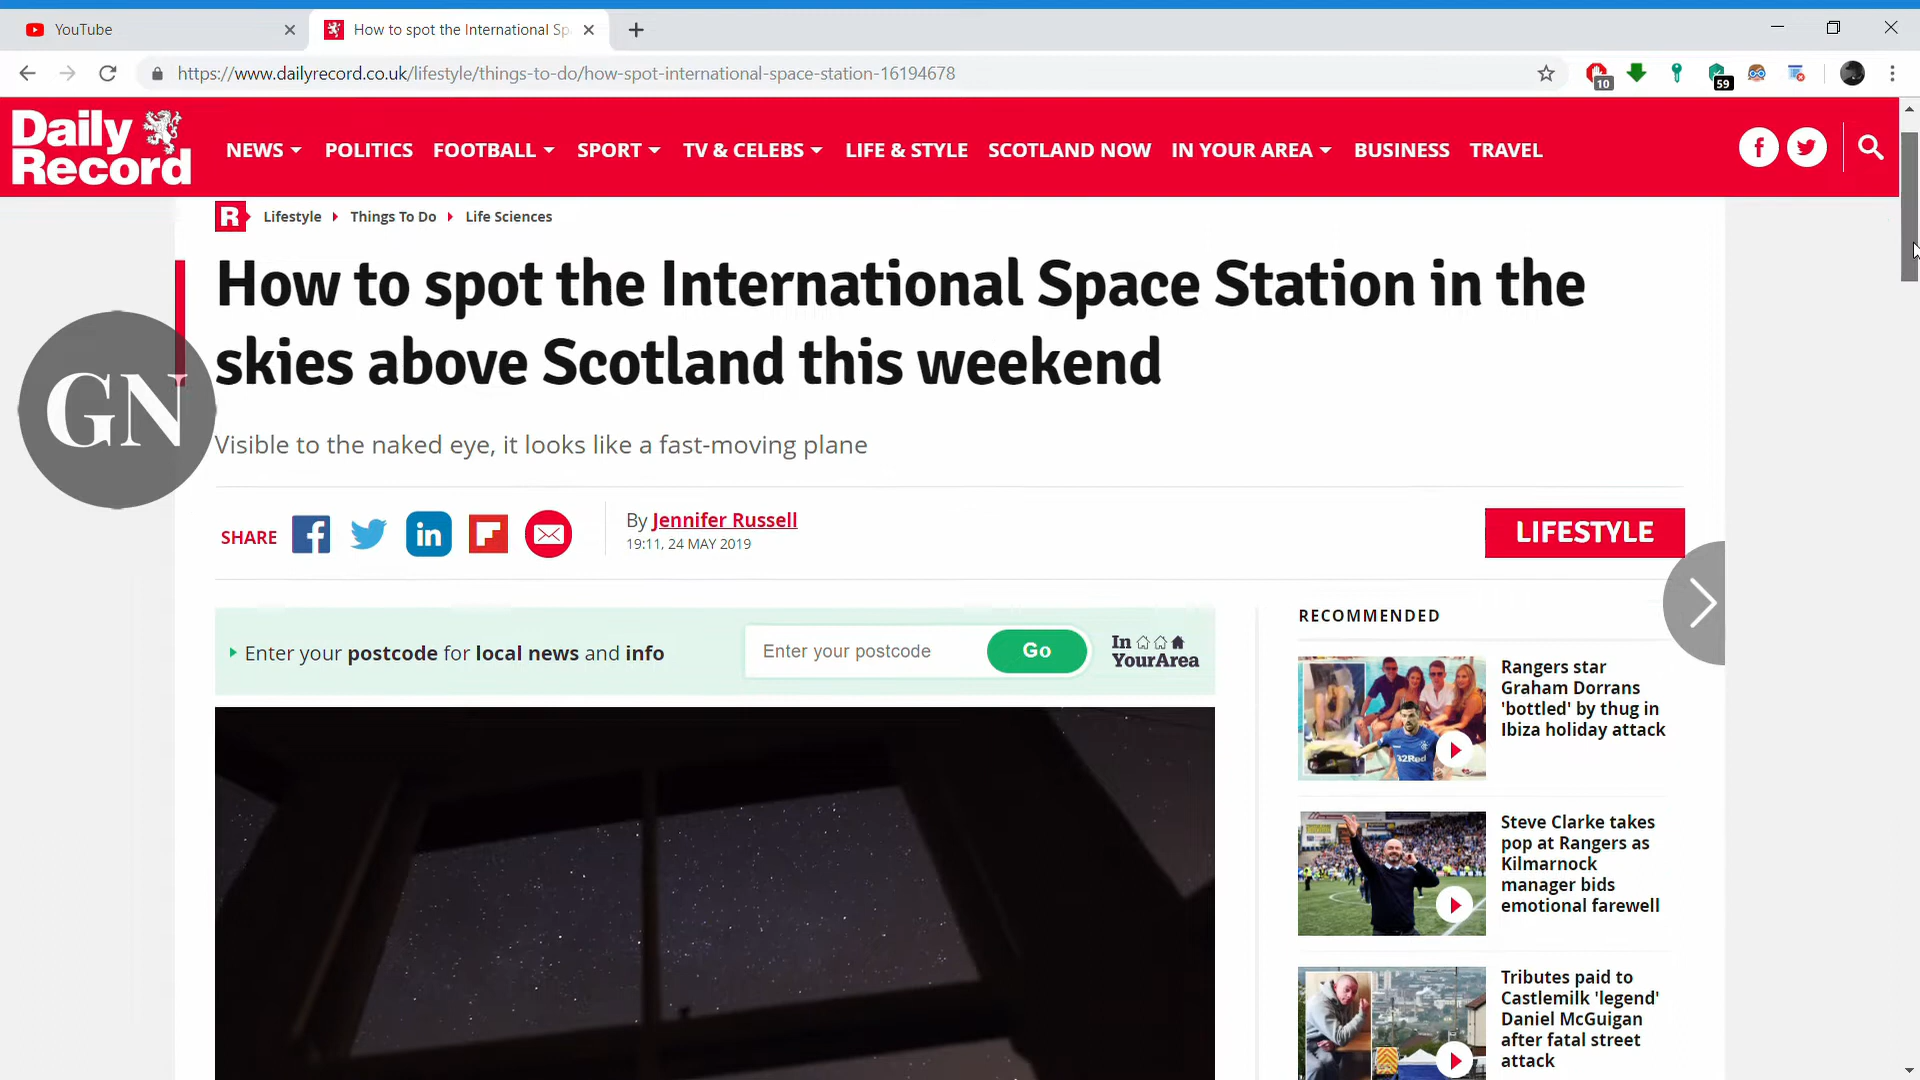 YouTube
How to spot the International Sp
https://www.dailyrecord.co.uk/lifestyle/things-to-do/how-spot-international-space-station-16194678
10
59
Daily
Record
NEWS
POLITICS
FOOTBALL
SPORT
TV & CELEBS
LIFE & STYLE
SCOTLAND NOW
IN YOUR AREA
BUSINESS
TRAVEL
R
Lifestyle
Things To Do
Life Sciences
How to spot the International Space Station in the
skies above Scotland this weekend
GN
Visible to the naked eye, it looks like a fast-moving plane
SHARE
By Jennifer Russell
19:11, 24 MAY 2019
LIFESTYLE
Enter your postcode for local news and info
Enter your postcode
Go
In
YourArea
RECOMMENDED
Rangers star
Graham Dorrans
'bottled' by thug in
Ibiza holiday attack
32Red
Steve Clarke takes
pop at Rangers as
Kilmarnock
manager bids
emotional farewell
Tributes paid to
Castlemilk 'legend'
Daniel McGuigan
after fatal street
attack